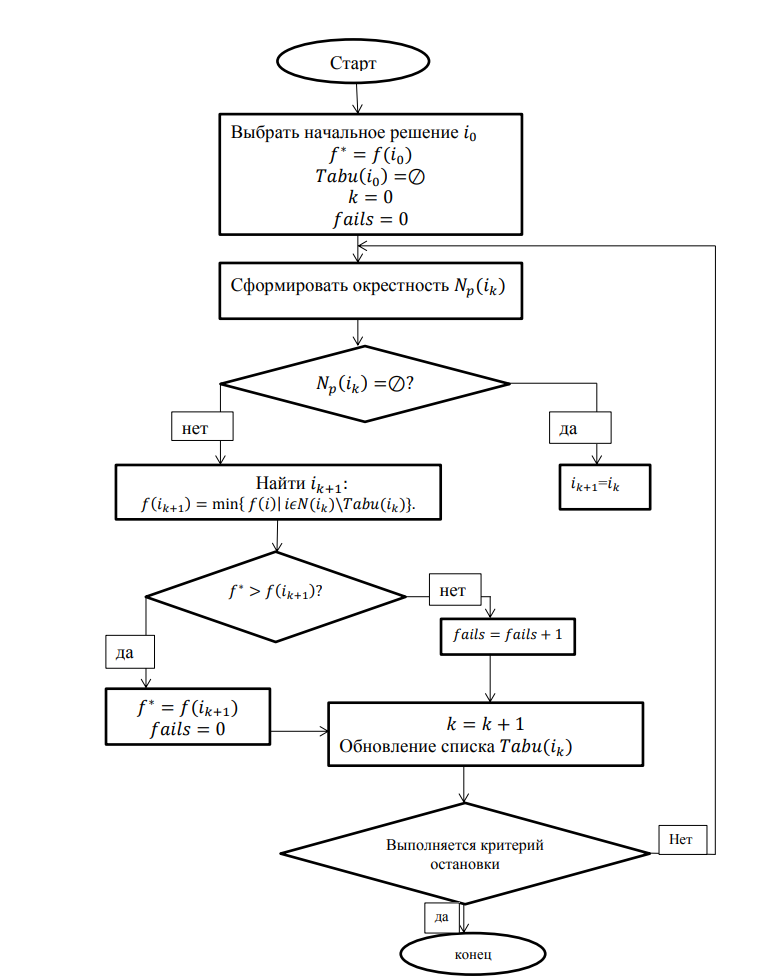 Старт
Выбрать начальное решение i₀
f* = f(i₀)
Tabu(i₀) =∅
k = 0
fails = 0
Сформировать окрестность Nₚ(iₖ)
Nₚ(iₖ) =∅?
нет
да
Найти iₖ₊₁:
f(iₖ₊₁) = min{ f(i)| iϵN(iₖ)\Tabu(iₖ)}.
iₖ₊₁=iₖ
f* > f(iₖ₊₁)?
нет
fails = fails + 1
да
f* = f(iₖ₊₁)
fails = 0
k = k + 1
Обновление списка Tabu(iₖ)
Выполняется критерий
остановки
Нет
да
конец